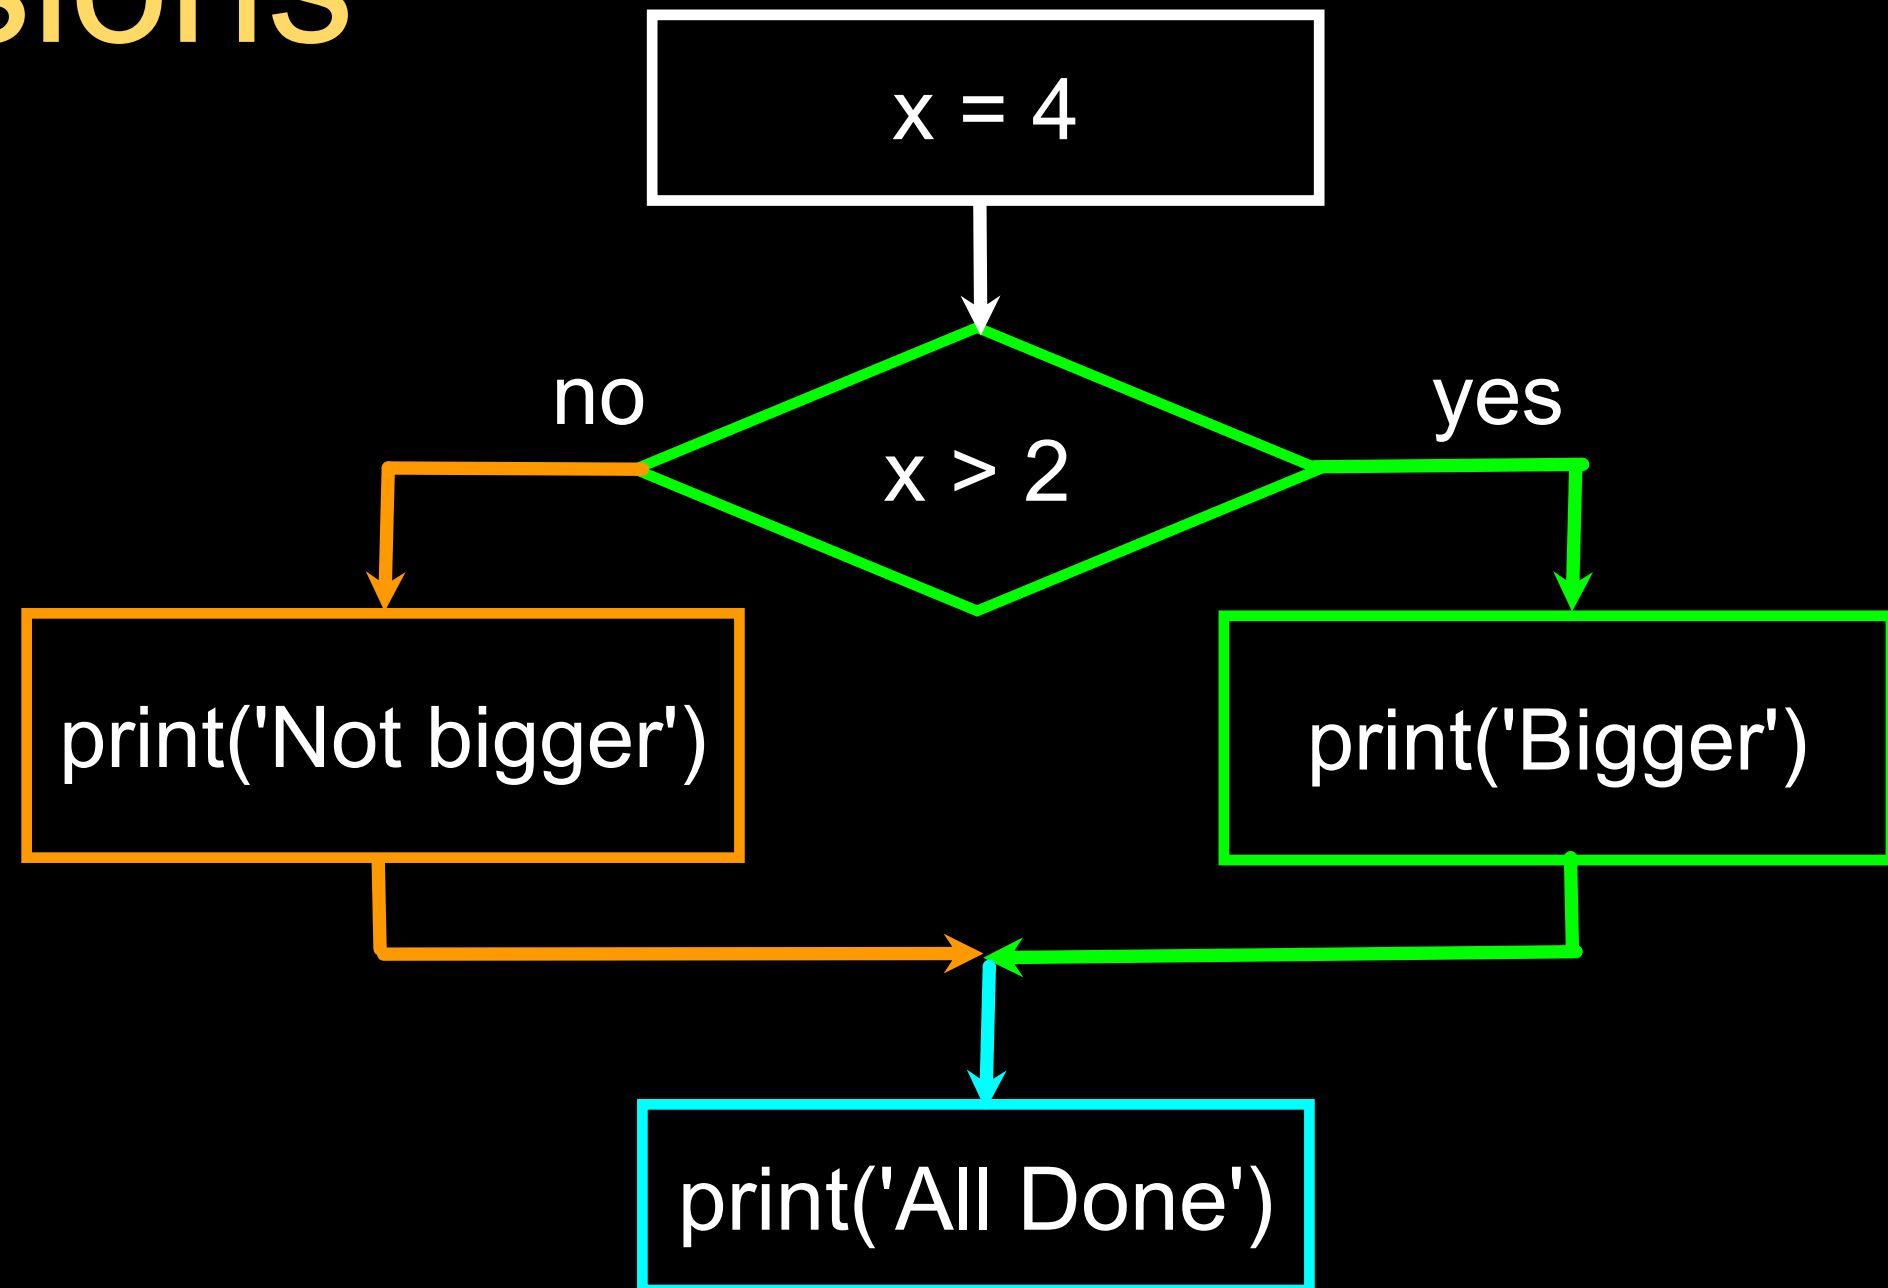 x = 4
no
yes
x > 2
print('Not bigger')
print('Bigger')
print('All Done')